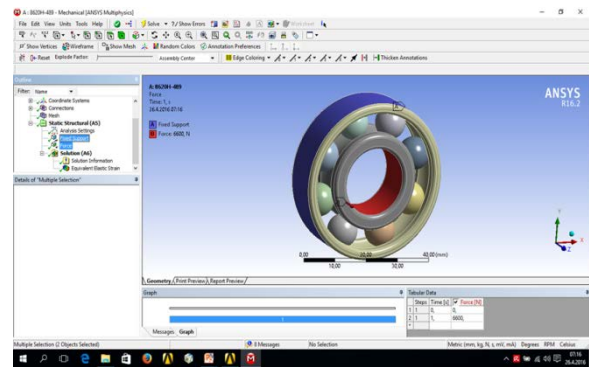 A : B620H-4B9 - Mechanical [ANSYS Multiphysics]
File Edit View Units Tools Help
Solve ?/Show Errors
Worksheet
Show Vertices Wireframe Show Mesh Random Colors Annotation Preferences
Reset Explode Factor: Assembly Center Edge Coloring Thicken Annotations
Outline
Filter: Name
Coordinate Systems
Connections
Mesh
Static Structural (A5)
Analysis Settings
Fixed Support
Force
Solution (A6)
Solution Information
Equivalent Elastic Strain
Details of "Multiple Selection"
Force
Time: 1, s
26.4.2016 07:16
A Fixed Support
B Force: 6600, N
ANSYS
R16.2
Y
X
0,00 20,00 40,00 (mm)
10,00 30,00
Geometry Print Preview Report Preview
Graph
1
Messages Graph
Tabular Data
Steps Time [s] Force [N]
1 1 0, 0,
2 1 1, 6600,
*
Multiple Selection (2 Objects Selected) 0 Messages No Selection Metric (mm, kg, N, s, mV, mA) Degrees RPM Celsius
07:16
26.4.2016